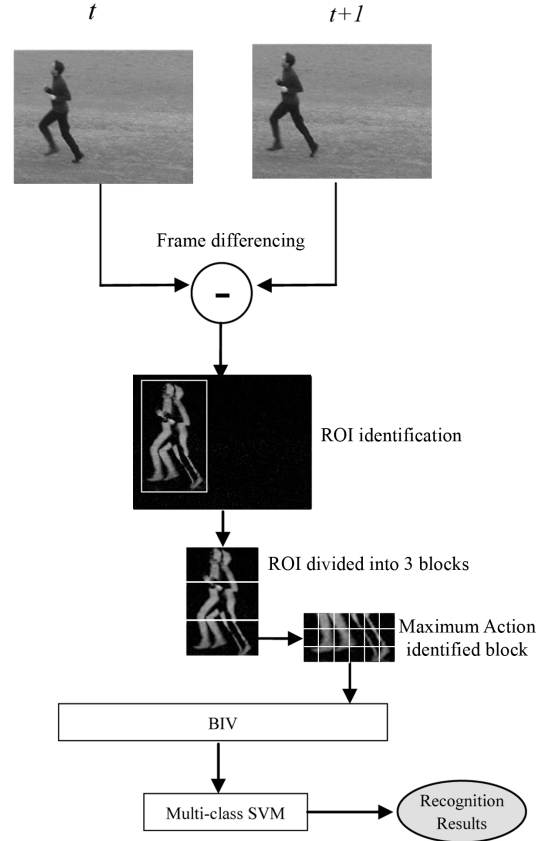 t
t+1
Frame differencing
-
ROI identification
ROI divided into 3 blocks
Maximum Action
identified block
BIV
Multi-class SVM
Recognition
Results